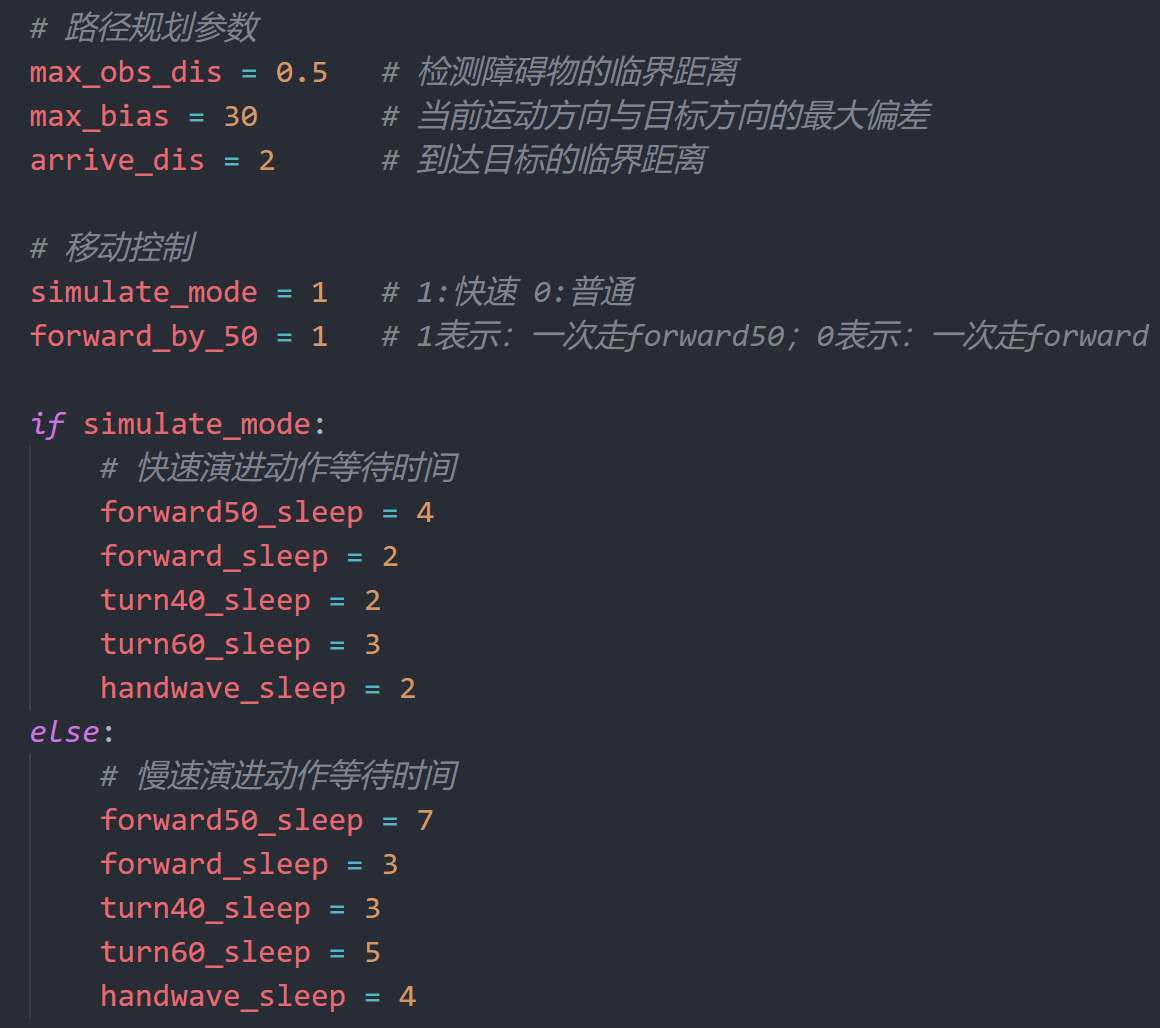 # 路径规划参数
max_obs_dis = 0.5   # 检测障碍物的临界距离
max_bias = 30       # 当前运动方向与目标方向的最大偏差
arrive_dis = 2      # 到达目标的临界距离
# 移动控制
simulate_mode = 1   # 1:快速 0:普通
forward_by_50 = 1   # 1表示：一次走forward50；0表示：一次走forward
if simulate_mode:
    # 快速演进动作等待时间
    forward50_sleep = 4
    forward_sleep = 2
    turn40_sleep = 2
    turn60_sleep = 3
    handwave_sleep = 2
else:
    # 慢速演进动作等待时间
    forward50_sleep = 7
    forward_sleep = 3
    turn40_sleep = 3
    turn60_sleep = 5
    handwave_sleep = 4